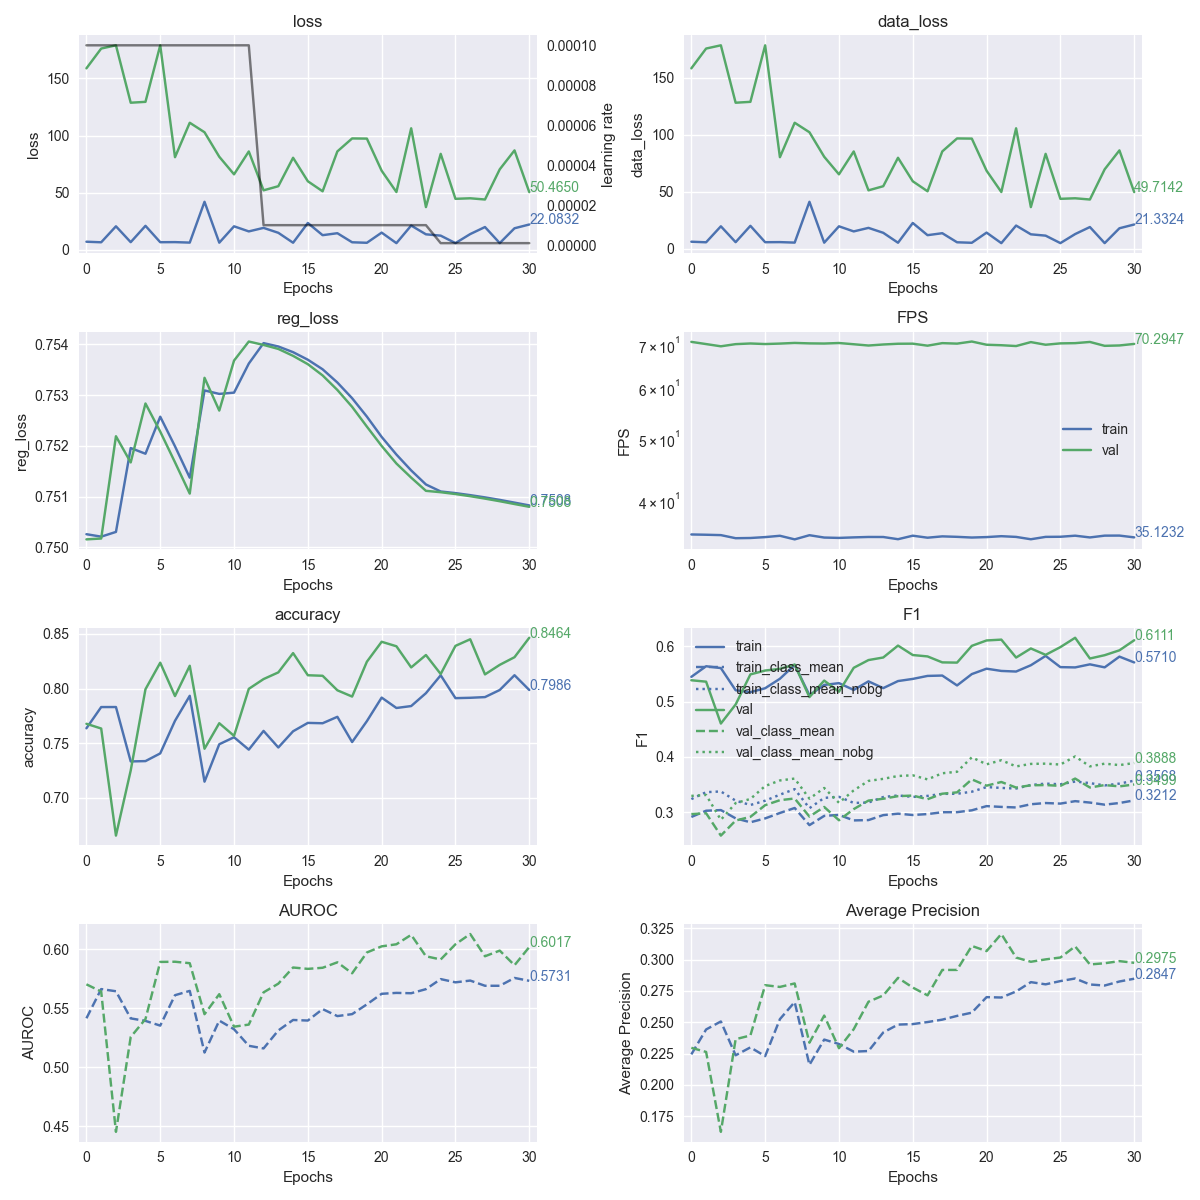 loss
loss
150
100
50
0
0.00010
0.00008
0.00006
0.00004
0.00002
0.00000
learning rate
50.4650
22.0832
0 5 10 15 20 25 30
Epochs
data_loss
data_loss
150
100
50
0
49.7142
21.3324
0 5 10 15 20 25 30
Epochs
reg_loss
reg_loss
0.754
0.753
0.752
0.751
0.750
0.7508
0 5 10 15 20 25 30
Epochs
FPS
FPS
7 × 10¹
6 × 10¹
5 × 10¹
4 × 10¹
70.2947
train
val
35.1232
0 5 10 15 20 25 30
Epochs
accuracy
accuracy
0.85
0.80
0.75
0.70
0.8464
0.7986
0 5 10 15 20 25 30
Epochs
F1
F1
0.6
0.5
0.4
0.3
train
train_class_mean
train_class_mean_nobg
val
val_class_mean
val_class_mean_nobg
0.6111
0.5710
0.3888
0.3568
0.3212
0 5 10 15 20 25 30
Epochs
AUROC
AUROC
0.60
0.55
0.50
0.45
0.6017
0.5731
0 5 10 15 20 25 30
Epochs
Average Precision
Average Precision
0.325
0.300
0.275
0.250
0.225
0.200
0.175
0.2975
0.2847
0 5 10 15 20 25 30
Epochs